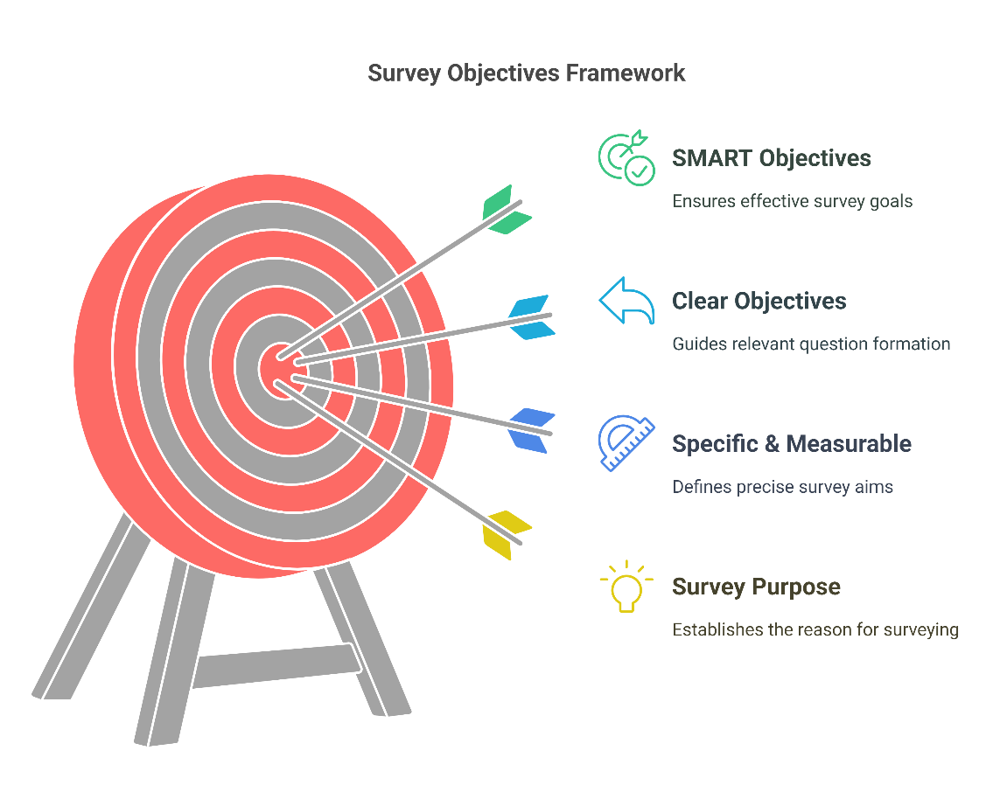 Survey Objectives Framework
SMART Objectives
Ensures effective survey goals
Clear Objectives
Guides relevant question formation
Specific & Measurable
Defines precise survey aims
Survey Purpose
Establishes the reason for surveying